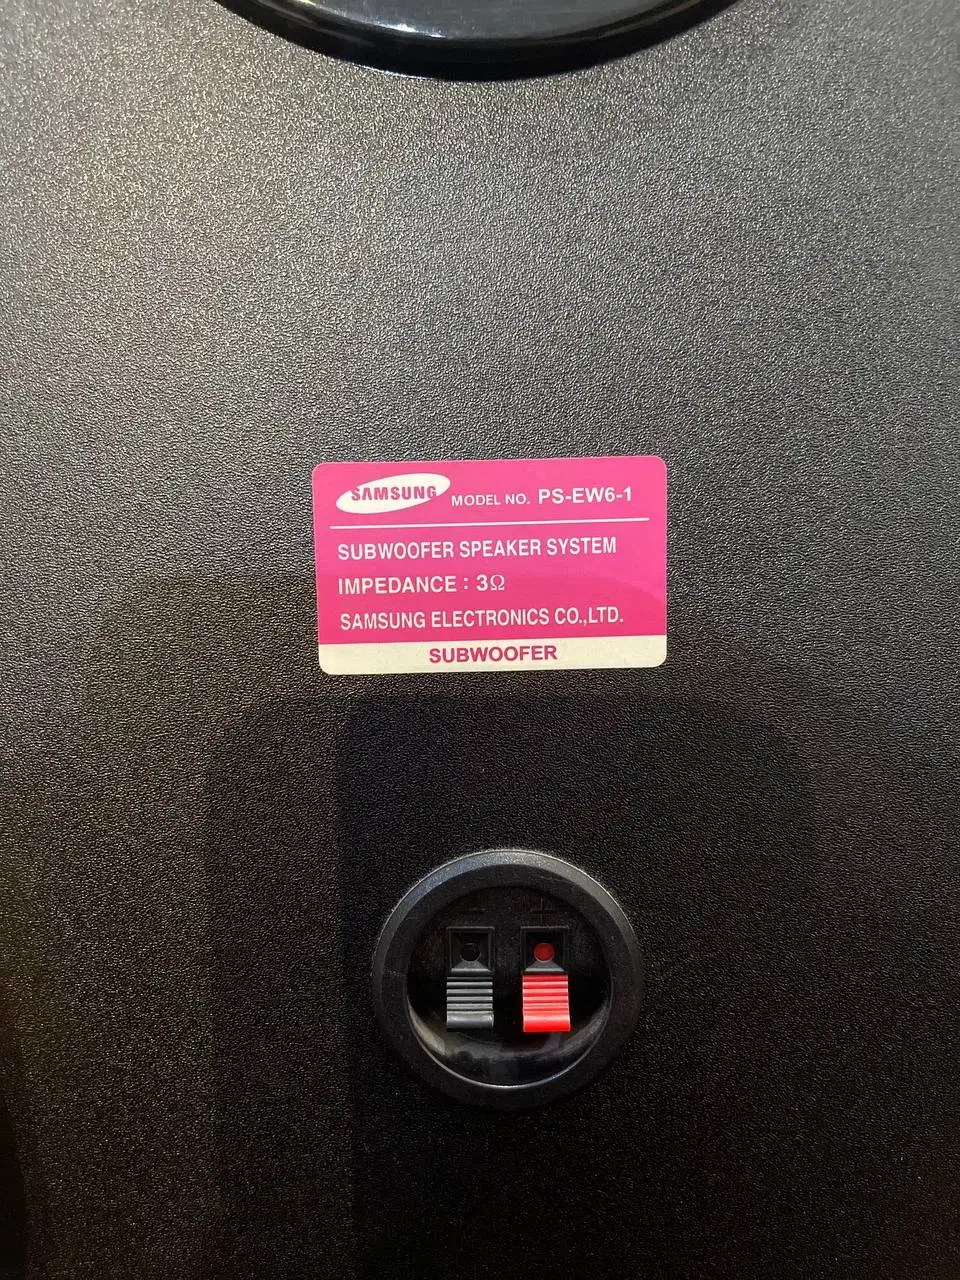 SAMSUNG MODEL NO. PS-EW6-1
SUBWOOFER SPEAKER SYSTEM
IMPEDANCE : 3Ω
SAMSUNG ELECTRONICS CO.,LTD.
SUBWOOFER
- +